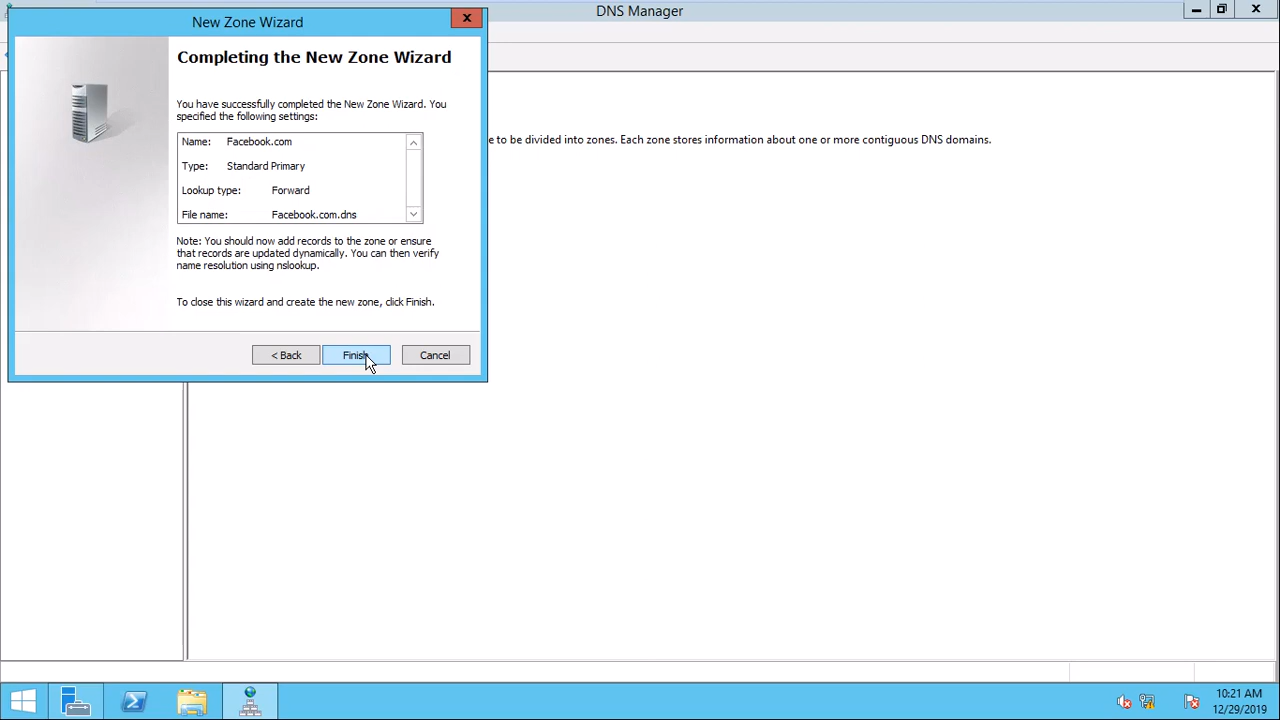 New Zone Wizard
x
DNS Manager
Completing the New Zone Wizard
You have successfully completed the New Zone Wizard. You
specified the following settings:
Name: Facebook.com
Type: Standard Primary
Lookup type: Forward
File name: Facebook.com.dns
e to be divided into zones. Each zone stores information about one or more contiguous DNS domains.
Note: You should now add records to the zone or ensure
that records are updated dynamically. You can then verify
name resolution using nslookup.
To close this wizard and create the new zone, click Finish.
< Back
Finish
Cancel
10:21 AM
12/29/2019